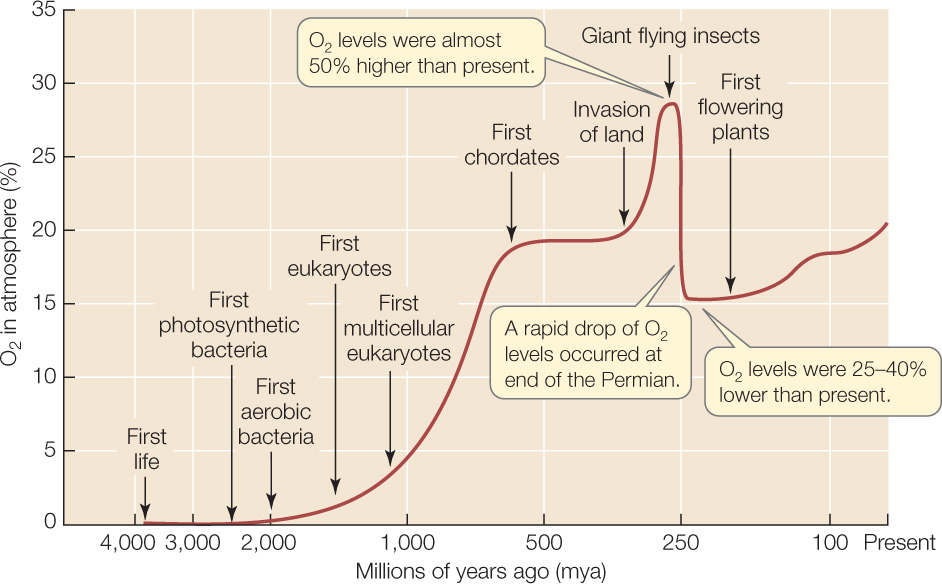 35
30
25
20
15
10
5
0
O2 in atmosphere (%)
O2 levels were almost
50% higher than present.
Giant flying insects
First
flowering
plants
Invasion
of land
First
chordates
First
eukaryotes
First
photosynthetic
bacteria
First
multicellular
eukaryotes
First
aerobic
bacteria
First
life
A rapid drop of O2
levels occurred at
end of the Permian.
O2 levels were 25–40%
lower than present.
4,000 3,000 2,000 1,000 500 250 100 Present
Millions of years ago (mya)